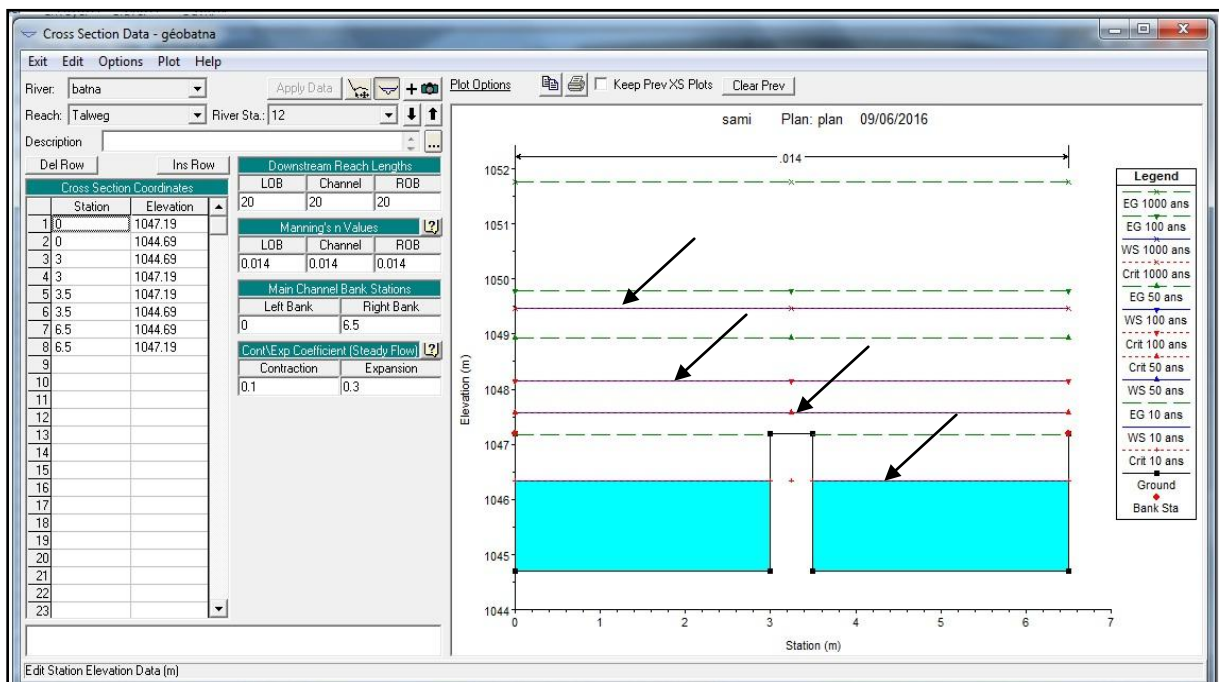 Cross Section Data - géobatna
Exit Edit Options Plot Help
River: batna
Apply Data
Plot Options
Keep Prev XS Plots
Clear Prev
Reach: Talweg
River Sta.: 12
Description
...
Del Row
Ins Row
Cross Section Coordinates
Station Elevation
1 0 1047.19
2 0 1044.69
3 3 1044.69
4 3 1047.19
5 3.5 1047.19
6 3.5 1044.69
7 6.5 1044.69
8 6.5 1047.19
9
10
11
12
13
14
15
16
17
18
19
20
21
22
23
Downstream Reach Lengths
LOB Channel ROB
20 20 20
Manning's n Values
LOB Channel ROB
0.014 0.014 0.014
Main Channel Bank Stations
Left Bank Right Bank
0 6.5
Cont\Exp Coefficient (Steady Flow)
Contraction Expansion
0.1 0.3
sami Plan: plan 09/06/2016
.014
1052
1051
1050
1049
1048
1047
1046
1045
1044
Elevation (m)
0 1 2 3 4 5 6 7
Station (m)
Legend
EG 1000 ans
EG 100 ans
WS 1000 ans
Crit 1000 ans
EG 50 ans
WS 100 ans
Crit 100 ans
Crit 50 ans
WS 50 ans
EG 10 ans
WS 10 ans
Crit 10 ans
Ground
Bank Sta
Edit Station Elevation Data (m)